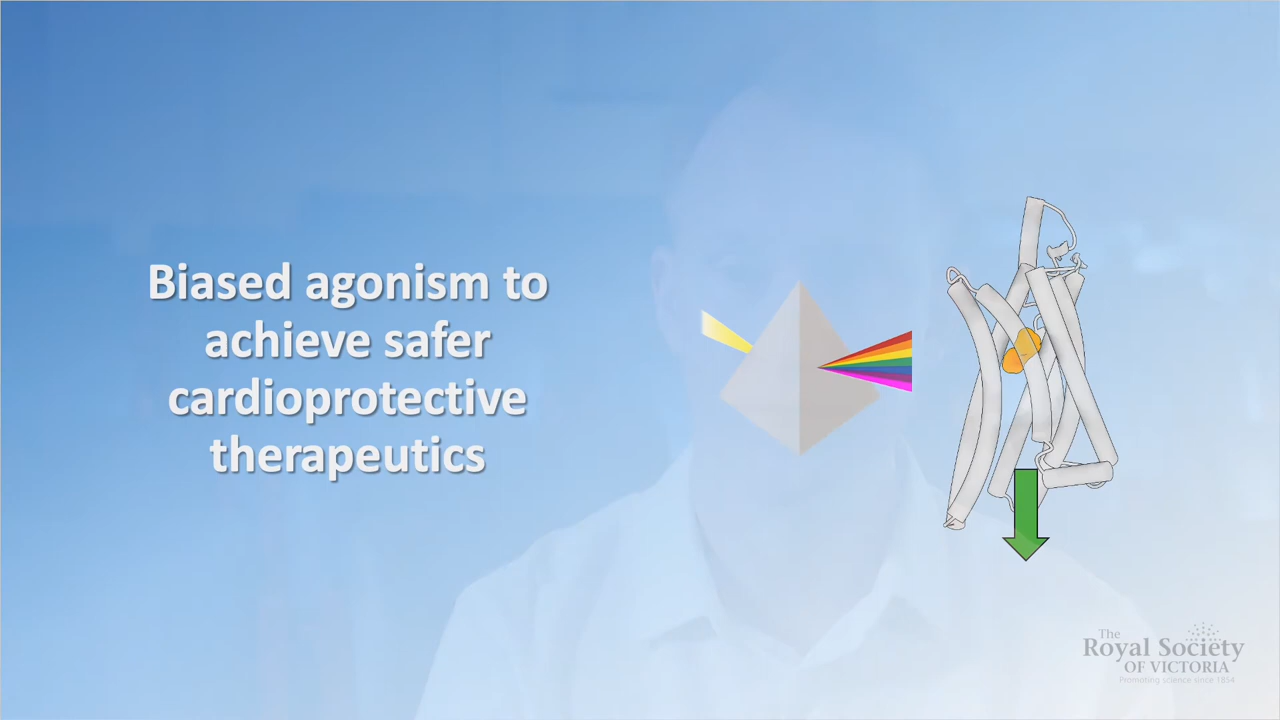 Biased agonism to
achieve safer
cardioprotective
therapeutics
The
Royal Society
OF VICTORIA
Promoting science since 1854